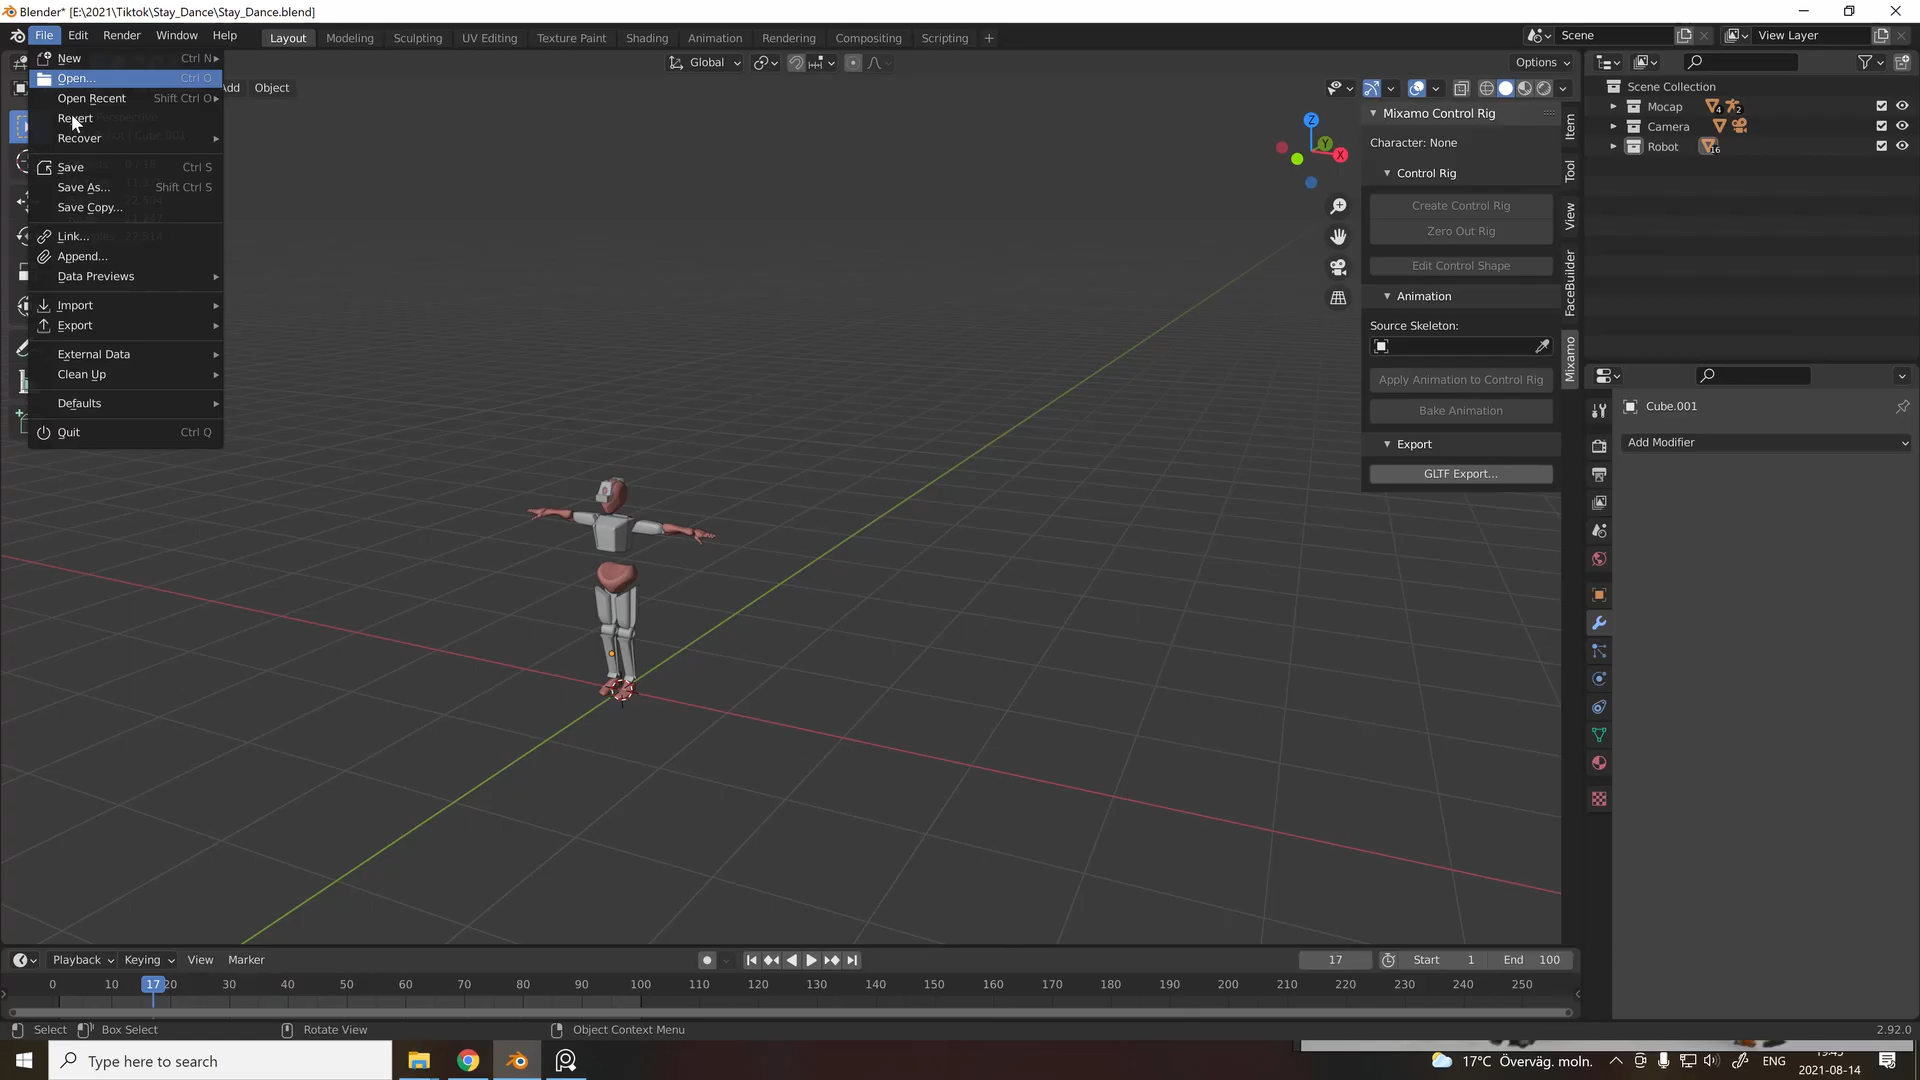 Blender* [E:\2021\Tiktok\Stay_Dance\Stay_Dance.blend]
File Edit Render Window Help
Layout Modeling Sculpting UV Editing Texture Paint Shading Animation Rendering Compositing Scripting +
Scene
View Layer
New Ctrl N
Open... Ctrl O
Open Recent Shift Ctrl O
Revert
Recover
Save Ctrl S
Save As... Shift Ctrl S
Save Copy...
Link...
Append...
Data Previews
Import
Export
External Data
Clean Up
Defaults
Quit Ctrl Q
Object
Global
Options
Z
Y
X
Mixamo Control Rig
Character: None
Control Rig
Create Control Rig
Zero Out Rig
Edit Control Shape
Animation
Source Skeleton:
Apply Animation to Control Rig
Bake Animation
Export
GLTF Export...
Item
Tool
View
FaceBuilder
Mixamo
Scene Collection
Mocap 4 2
Camera
Robot 16
Cube.001
Add Modifier
Playback Keying View Marker
17 Start 1 End 100
0 10 17 20 30 40 50 60 70 80 90 100 110 120 130 140 150 160 170 180 190 200 210 220 230 240 250
Select Box Select Rotate View Object Context Menu 2.92.0
Type here to search
17°C Överväg. moln. ENG
2021-08-14